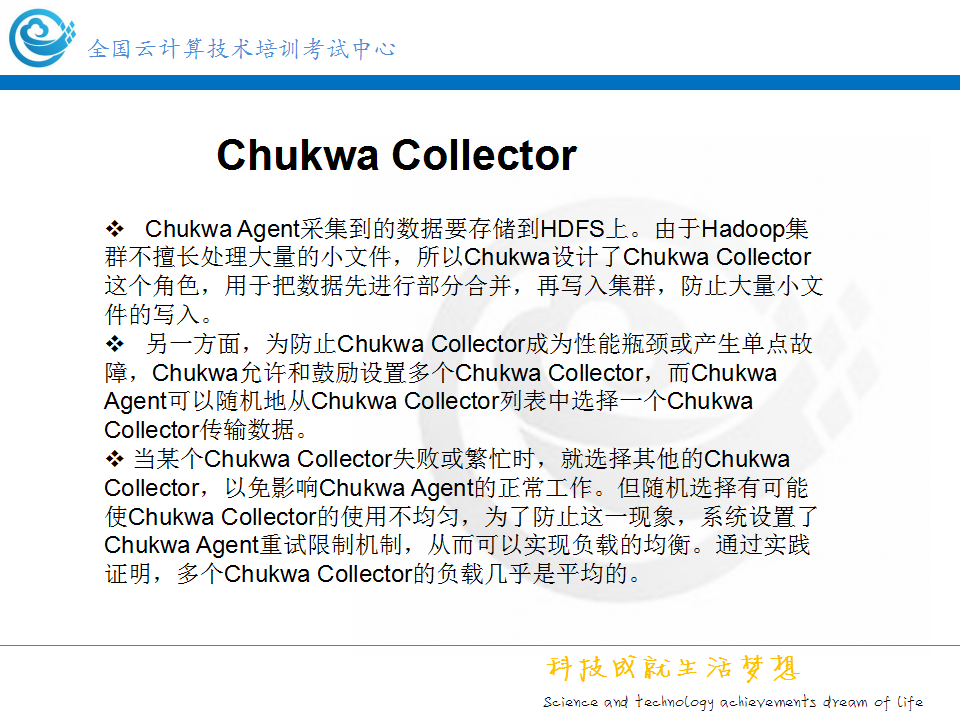 全国云计算技术培训考试中心
Chukwa Collector
❖ Chukwa Agent采集到的数据要存储到HDFS上。由于Hadoop集
群不擅长处理大量的小文件，所以Chukwa设计了Chukwa Collector
这个角色，用于把数据先进行部分合并，再写入集群，防止大量小文
件的写入。
❖ 另一方面，为防止Chukwa Collector成为性能瓶颈或产生单点故
障，Chukwa允许和鼓励设置多个Chukwa Collector，而Chukwa
Agent可以随机地从Chukwa Collector列表中选择一个Chukwa
Collector传输数据。
❖ 当某个Chukwa Collector失败或繁忙时，就选择其他的Chukwa
Collector，以免影响Chukwa Agent的正常工作。但随机选择有可能
使Chukwa Collector的使用不均匀，为了防止这一现象，系统设置了
Chukwa Agent重试限制机制，从而可以实现负载的均衡。通过实践
证明，多个Chukwa Collector的负载几乎是平均的。
科技成就生活梦想
Science and technology achievements dream of life